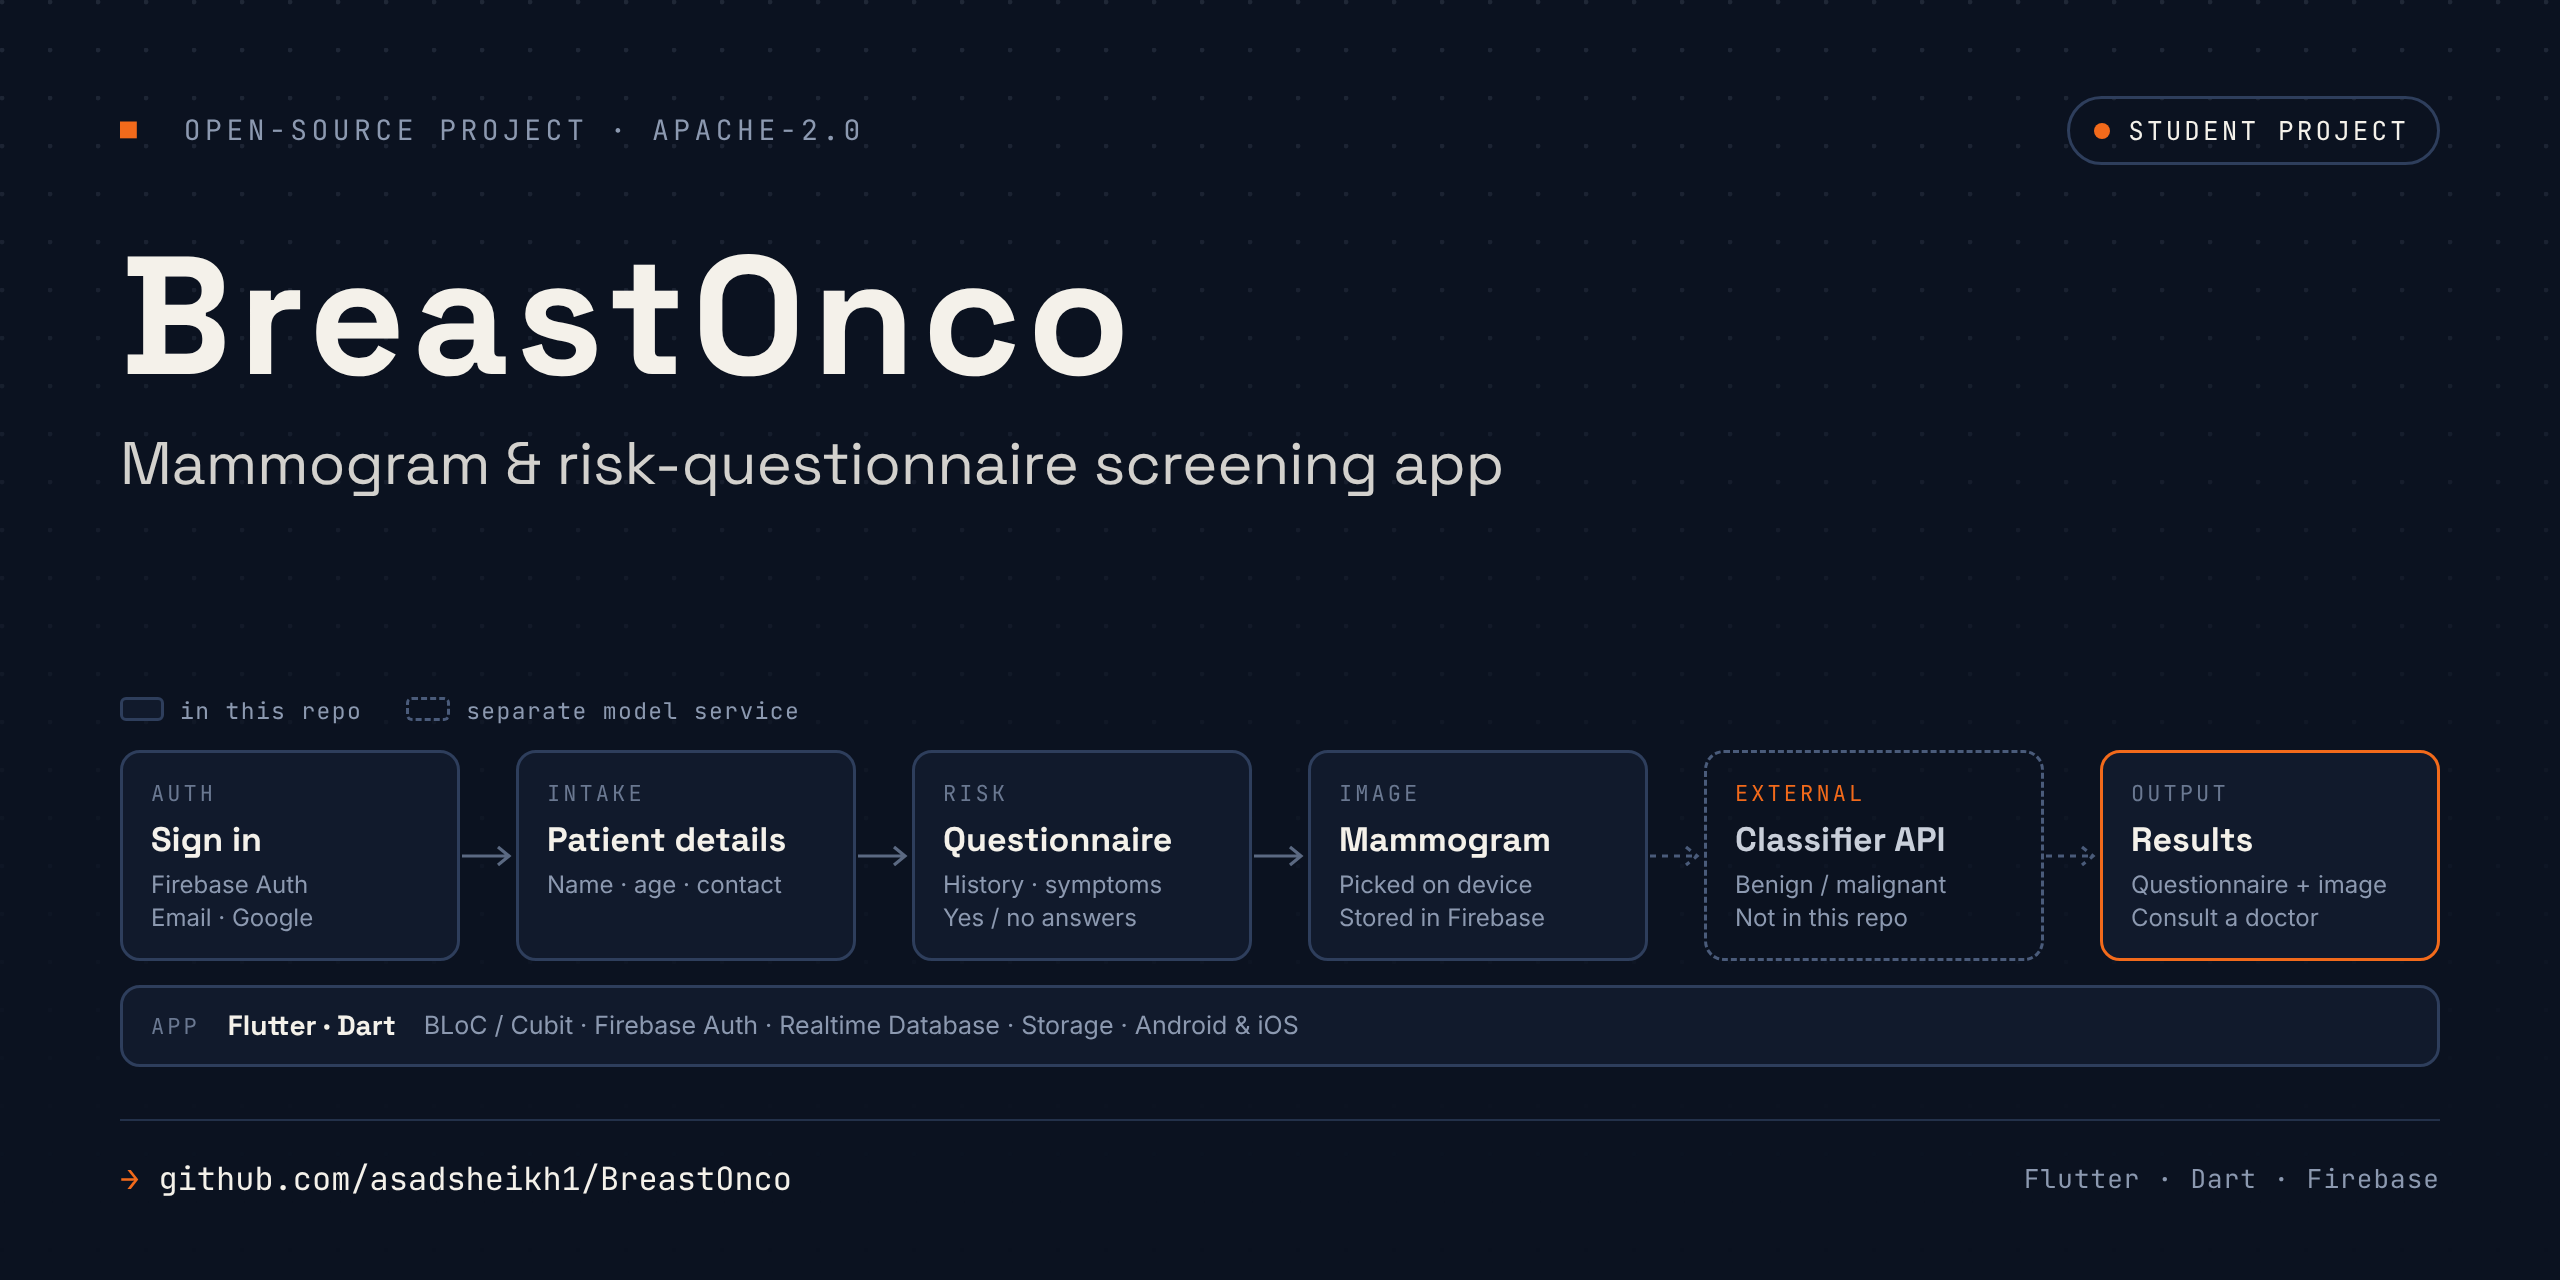 OPEN-SOURCE PROJECT · APACHE-2.0
STUDENT PROJECT
BreastOnco
Mammogram & risk-questionnaire screening app
in this repo
separate model service
AUTH
Sign in
Firebase Auth
Email · Google
INTAKE
Patient details
Name · age · contact
RISK
Questionnaire
History · symptoms
Yes / no answers
IMAGE
Mammogram
Picked on device
Stored in Firebase
EXTERNAL
Classifier API
Benign / malignant
Not in this repo
OUTPUT
Results
Questionnaire + image
Consult a doctor
APP Flutter · Dart BLoC / Cubit · Firebase Auth · Realtime Database · Storage · Android & iOS
→ github.com/asadsheikh1/BreastOnco
Flutter · Dart · Firebase